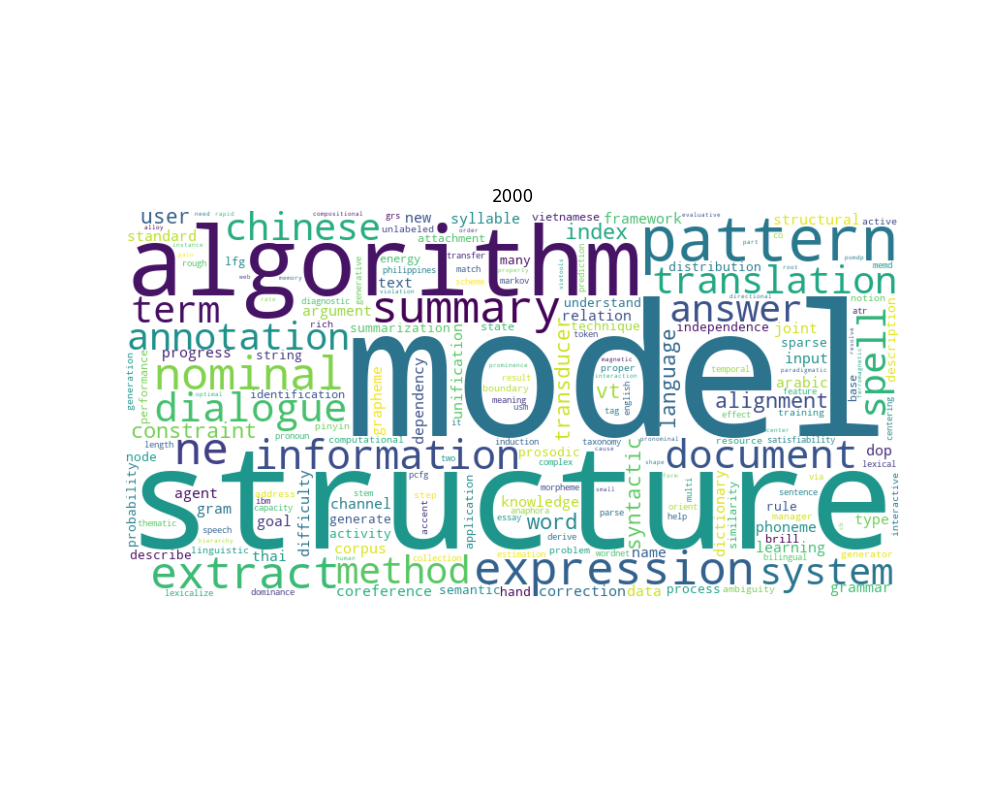 2000
user need rapid compositional grs new syllable vietnamese framework evaluative structural active
alloy chinese unlabeled order index co
standard instance algorithm attachment many pattern part
rough lfg generative energy transfer property prediction distribution root memd
pain philippines match markov vietools translation
memory text scheme directional notion
term rate violation diagnostic argument summary understand answer atr
rich summarization state relation technique independence joint description
annotation token language sparse spell
progress string unification transducer magnetic proper input base resolve
generation performance nominal model prominence interaction temporal paradigmatic arabic
identification grapheme dependency result boundary vt english feature
optimal meaning usm tag alignment training centering
dialogue pinyin effect
constraint pronoun computational induction taxonomy pronominal resource center satisfiability
length ne information prosodic cause document dop lexical
node two complex shape
probability structure pcfg morpheme small syntactic form multi via sentence interactive
agent address stem step knowledge parse orient dictionary similarity rule
gram ibm capacity channel accent application essay word help manager type
thematic goal difficulty generate anaphora phoneme
speech activity derive brill
hierarchy linguistic corpus problem name learning
describe thai human collection estimation wordnet bilingual generator
extract method expression system
lexicalize dominance coreference semantic hand correction data process ambiguity grammar